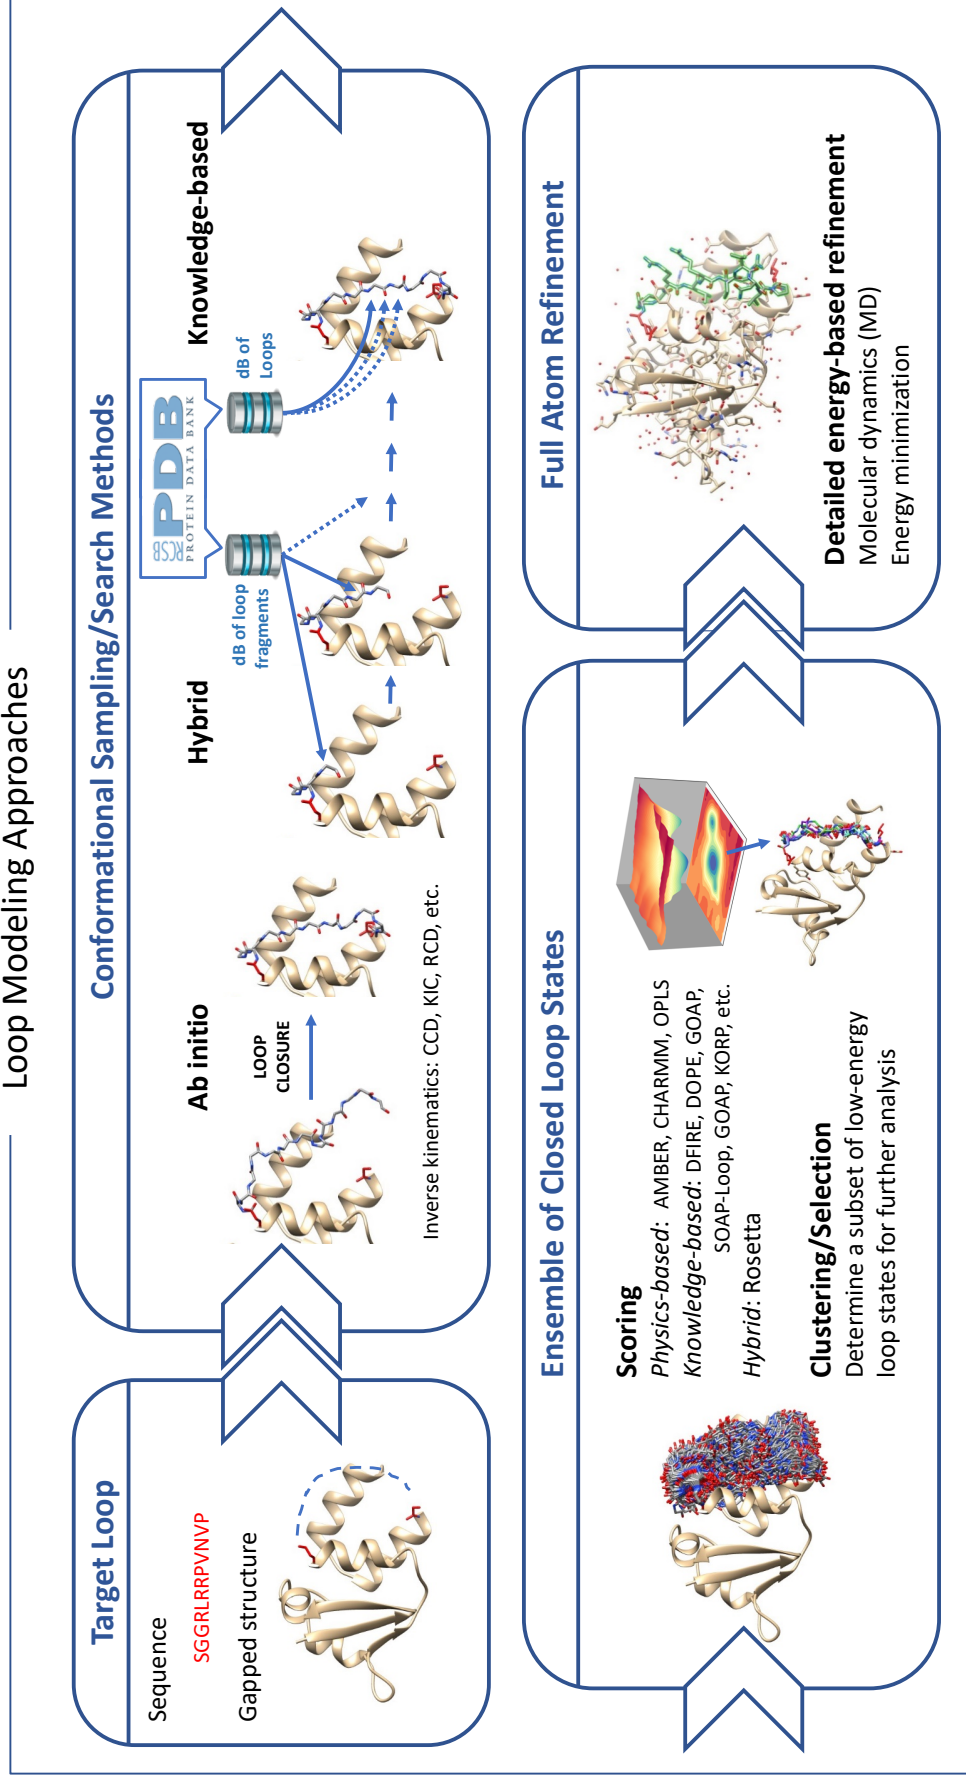 Loop Modeling Approaches
Target Loop
Sequence
SGGRLRRPVNVP
Gapped structure
Conformational Sampling/Search Methods
Ab initio
LOOP
CLOSURE
Inverse kinematics: CCD, KIC, RCD, etc.
Hybrid
dB of loop
fragments
RCSB
PDB
PROTEIN DATA BANK
Knowledge-based
dB of
Loops
Ensemble of Closed Loop States
Scoring
Physics-based: AMBER, CHARMM, OPLS
Knowledge-based: DFIRE, DOPE, GOAP,
SOAP-Loop, GOAP, KORP, etc.
Hybrid: Rosetta
Clustering/Selection
Determine a subset of low-energy
loop states for further analysis
Full Atom Refinement
Detailed energy-based refinement
Molecular dynamics (MD)
Energy minimization